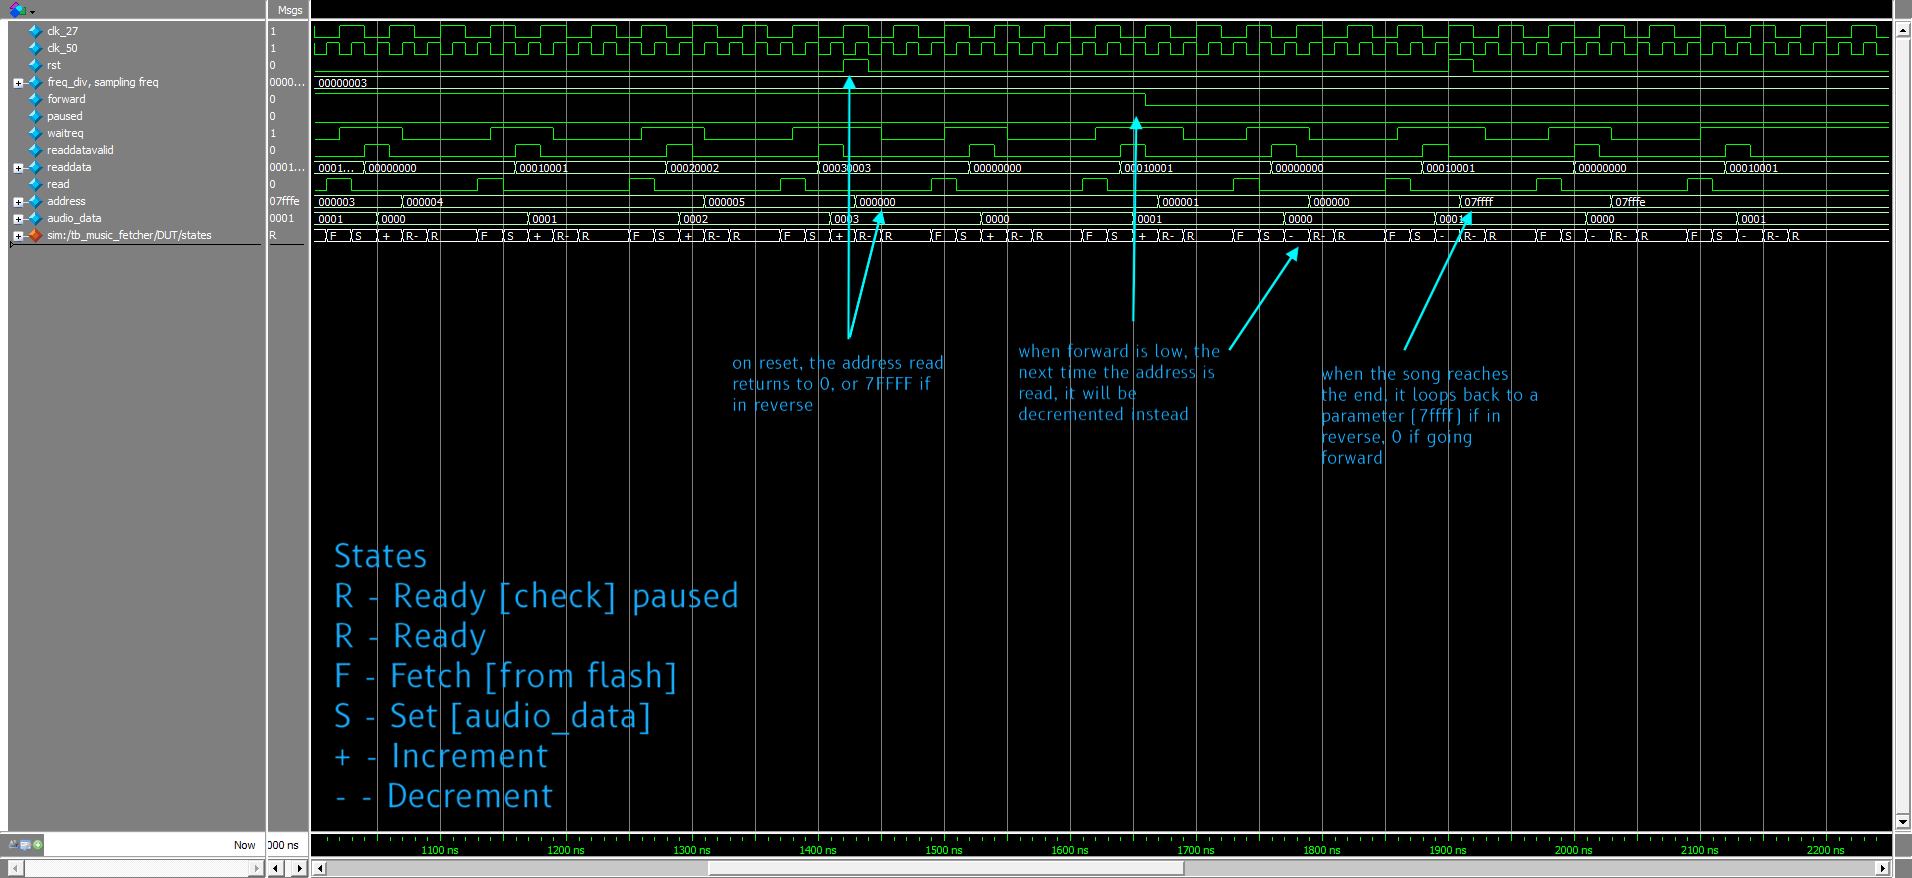 Msgs
clk_27 1
clk_50 1
rst 0
freq_div, sampling freq 0000... 00000003
forward 0
paused 0
waitreq 1
readdatavalid 0
readdata 0001... 0001... 00000000 00010001 00020002 00030003 00000000 00010001 00000000 00010001 00000000 00010001
read 0
address 07fffe 000003 000004 000005 000000 000001 000000 07ffff 07fffe
audio_data 0001 0001 0000 0001 0002 0003 0000 0001 0000 0001 0000 0001
sim:/tb_music_fetcher/DUT/states R F S + R- R F S + R- R F S + R- R F S + R- R F S + R- R F S + R- R F S - R- R F S - R- R F S - R- R F S - R- R
on reset, the address read
returns to 0, or 7FFFF if
in reverse
when forward is low, the
next time the address is
read, it will be
decremented instead
when the song reaches
the end, it loops back to a
parameter [7ffff] if in
reverse, 0 if going
forward
States
R - Ready [check] paused
R - Ready
F - Fetch [from flash]
S - Set [audio_data]
+ - Increment
- - Decrement
Now 000 ns 1100 ns 1200 ns 1300 ns 1400 ns 1500 ns 1600 ns 1700 ns 1800 ns 1900 ns 2000 ns 2100 ns 2200 ns